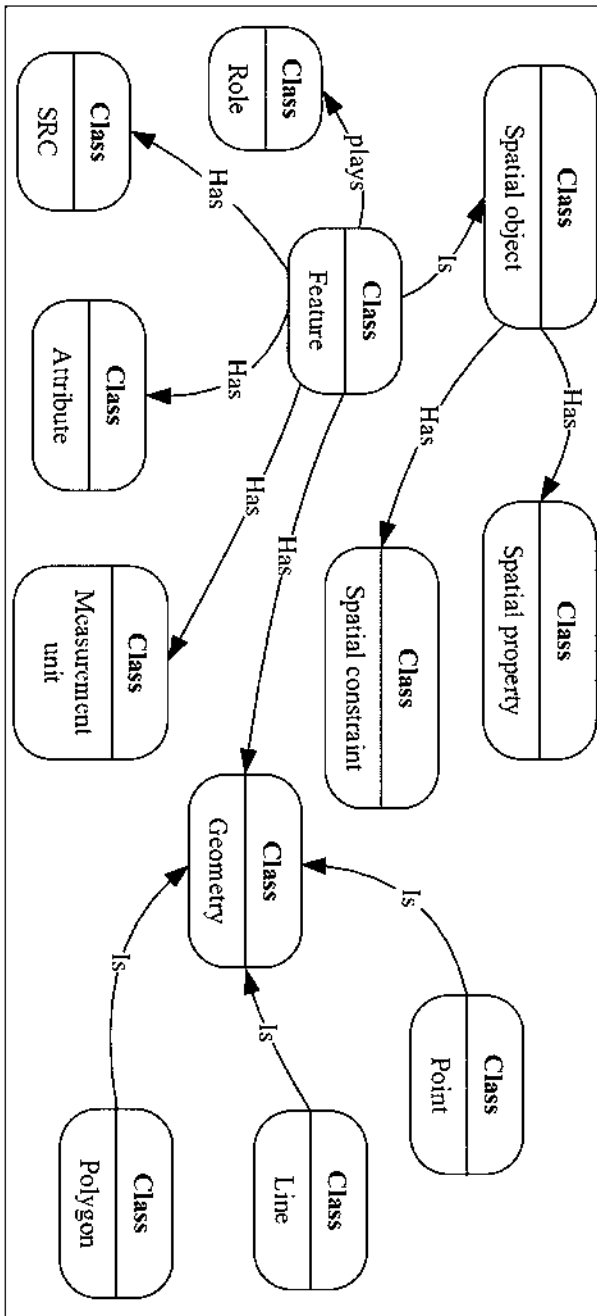 Class
Spatial object
Has
Class
Spatial property
Is
Has
Class
Spatial constraint
Class
Point
Is
Class
Role
plays
Class
Feature
Has
Class
Geometry
Is
Class
Line
Has
Class
SRC
Has
Class
Attribute
Has
Class
Measurement
unit
Is
Class
Polygon